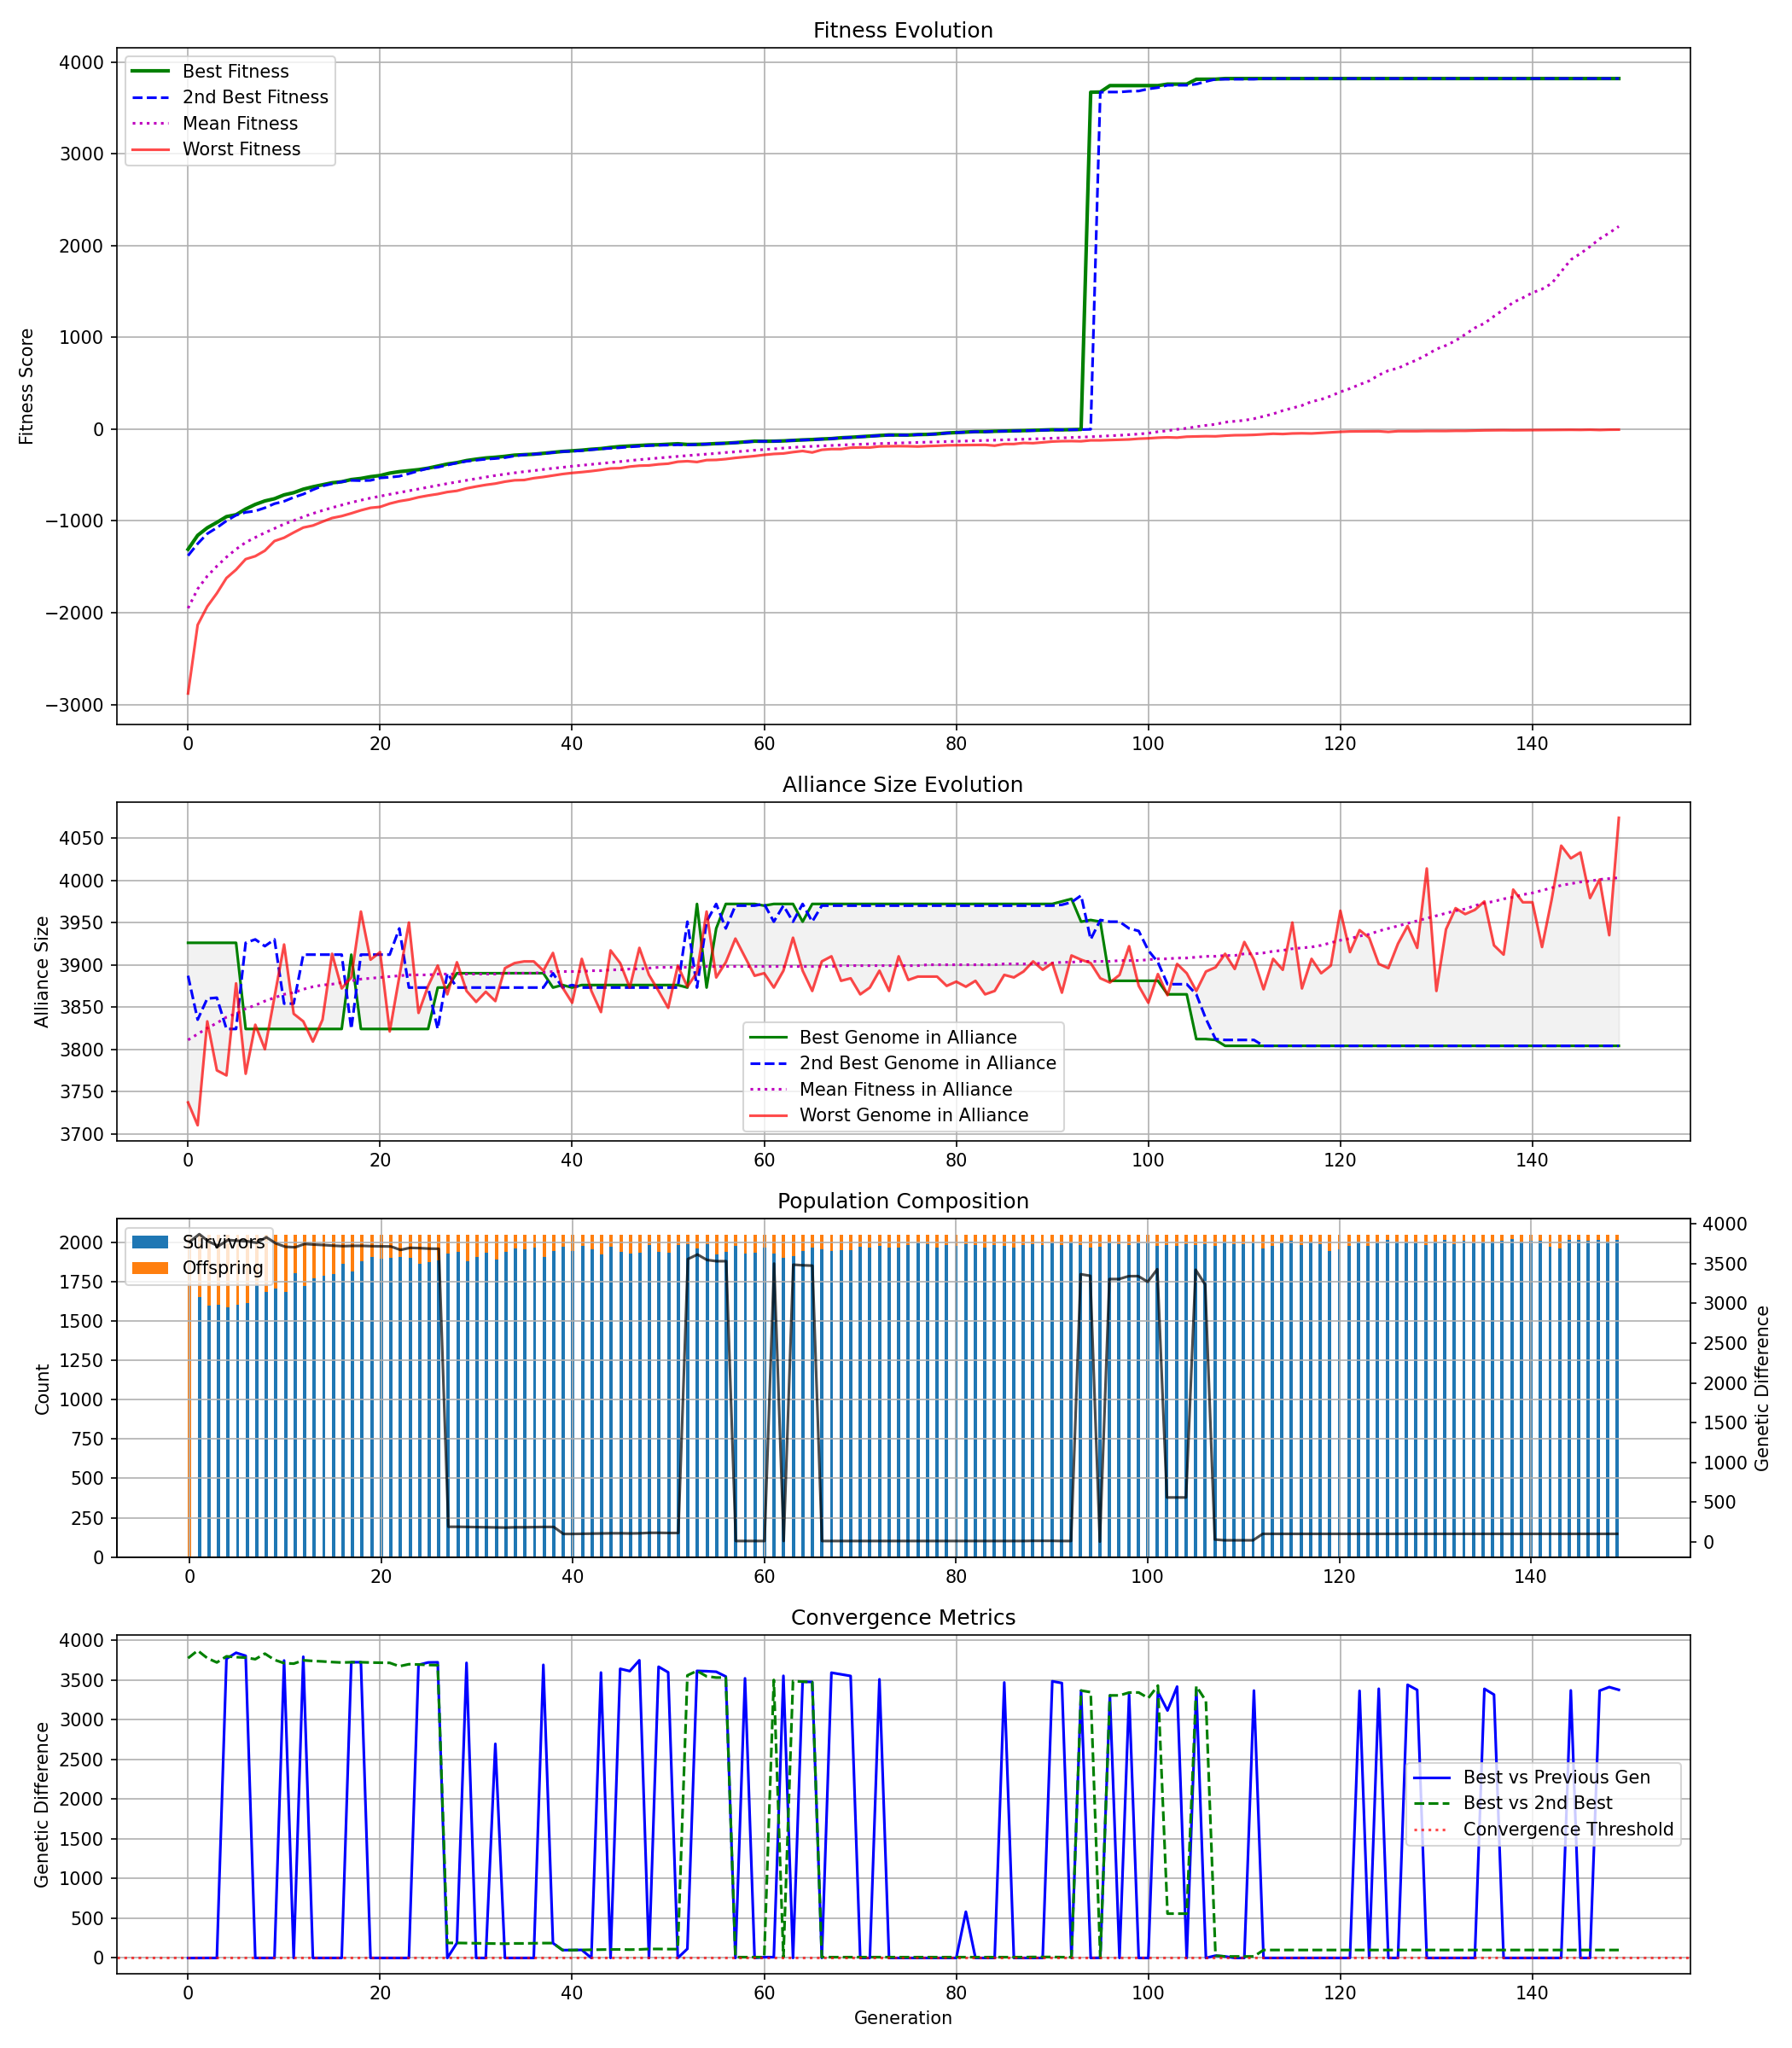 Fitness Evolution
4000
3000
2000
1000
0
−1000
−2000
−3000
Fitness Score
Best Fitness
2nd Best Fitness
Mean Fitness
Worst Fitness
0 20 40 60 80 100 120 140
Alliance Size Evolution
4050
4000
3950
3900
3850
3800
3750
3700
Alliance Size
Best Genome in Alliance
2nd Best Genome in Alliance
Mean Fitness in Alliance
Worst Genome in Alliance
0 20 40 60 80 100 120 140
Population Composition
2000
1750
1500
1250
1000
750
500
250
0
Count
Survivors
Offspring
4000
3500
3000
2500
2000
1500
1000
500
0
Genetic Difference
0 20 40 60 80 100 120 140
Convergence Metrics
4000
3500
3000
2500
2000
1500
1000
500
0
Genetic Difference
Best vs Previous Gen
Best vs 2nd Best
Convergence Threshold
0 20 40 60 80 100 120 140
Generation